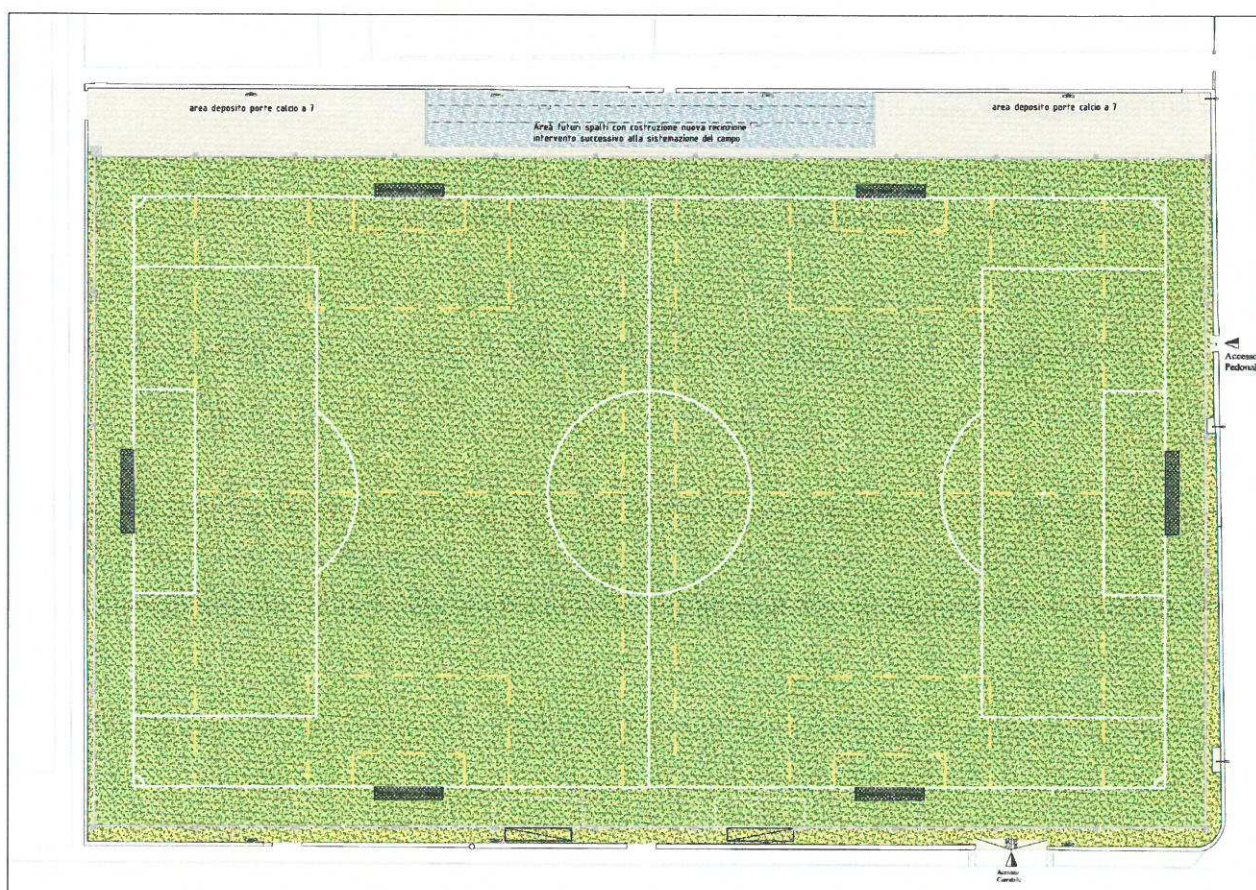 area deposito porte calcio a 7
area deposito porte calcio a 7
Area futuri spalti con costruzione nuova recinzione
intervento successivo alla sistemazione del campo
Accesso
Pedonal